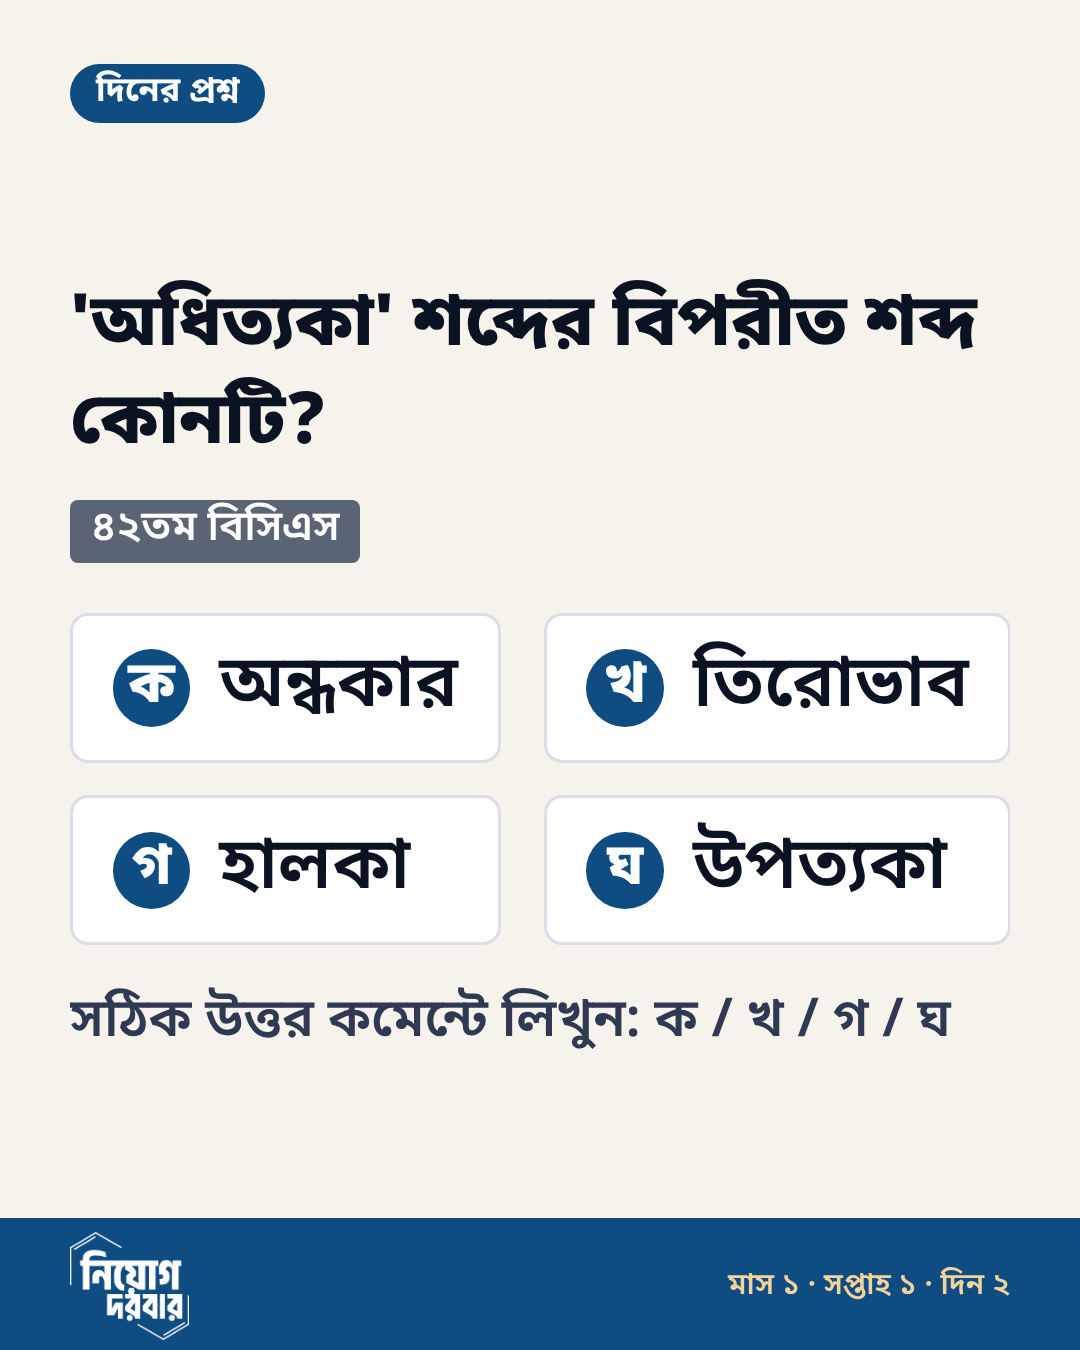 দিনের প্রশ্ন
'অধিত্যকা' শব্দের বিপরীত শব্দ
কোনটি?
৪২তম বিসিএস
ক অন্ধকার
খ তিরোভাব
গ হালকা
ঘ উপত্যকা
সঠিক উত্তর কমেন্টে লিখুন: ক / খ / গ / ঘ
নিয়োগ
দরবার
মাস ১ · সপ্তাহ ১ · দিন ২